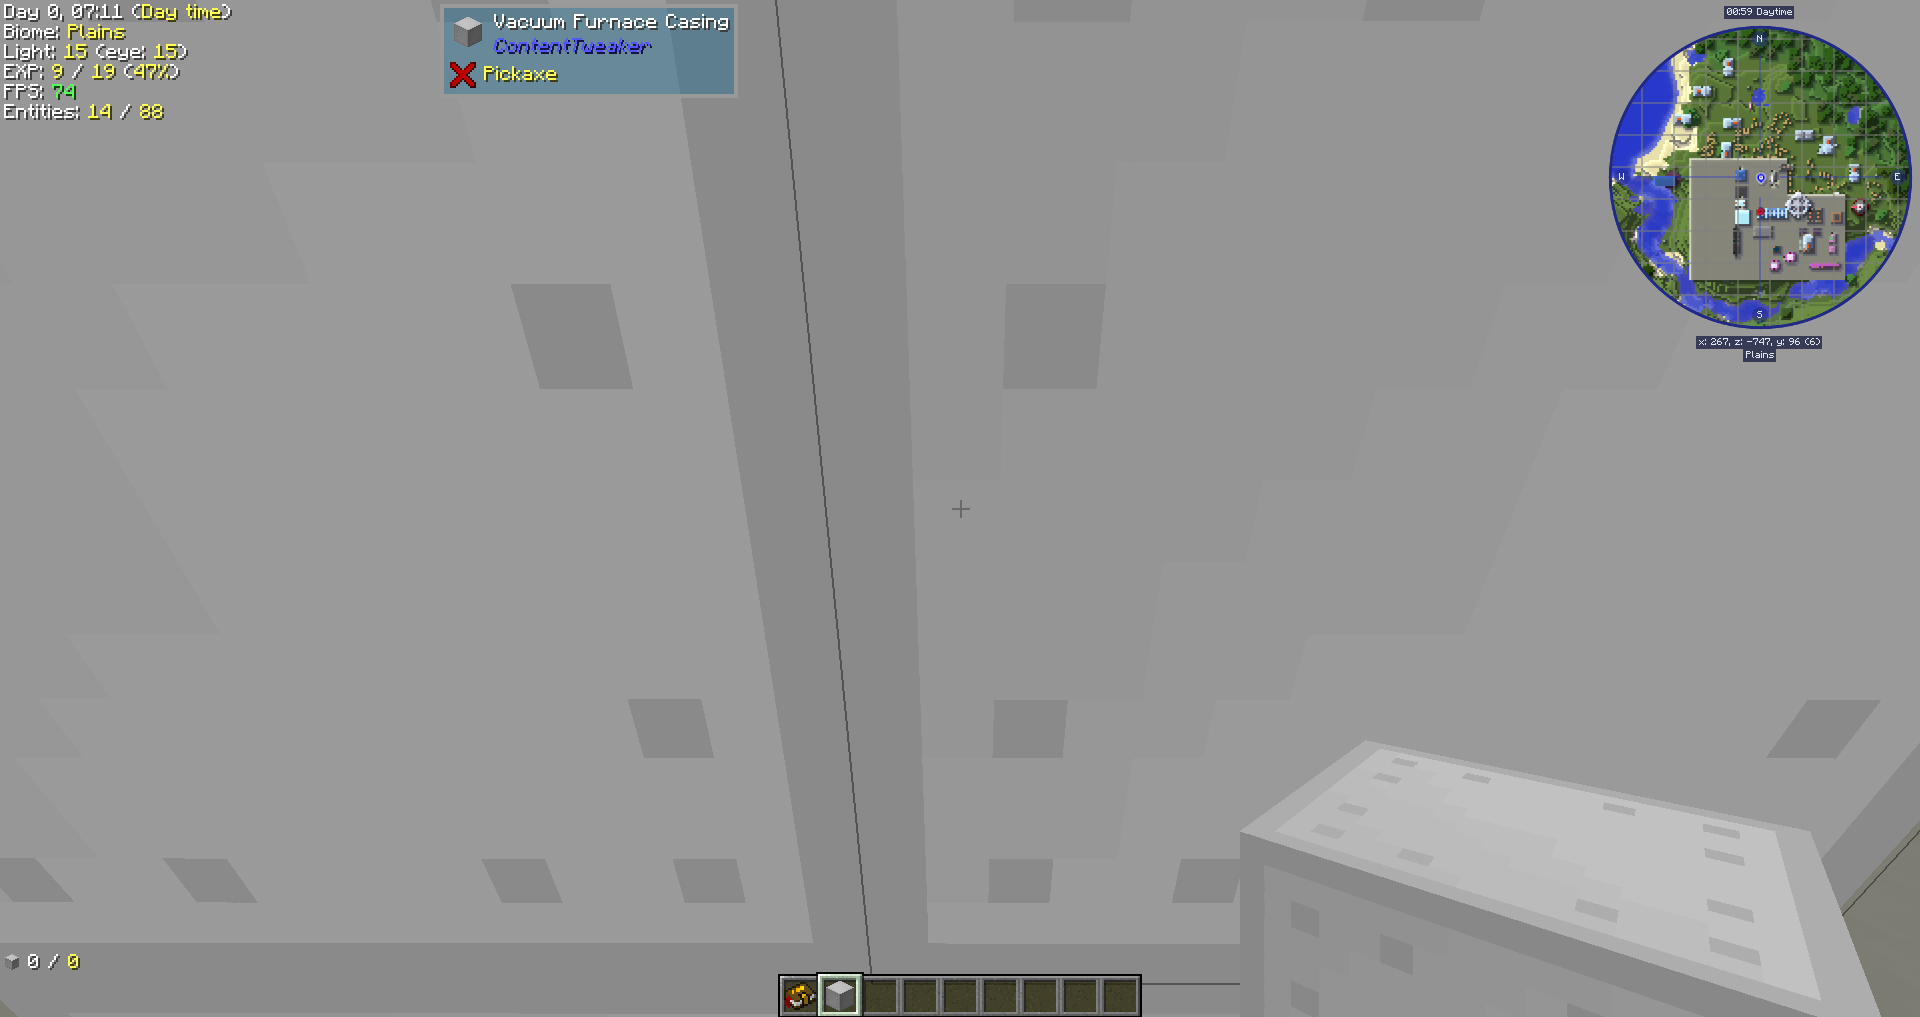 Day 0, 07:11 (Day time)
Biome: Plains
Light: 15 (eye: 15)
EXP: 9 / 19 (47%)
FPS: 74
Entities: 14 / 88
Vacuum Furnace Casing
ContentTweaker
Pickaxe
00:59 Daytime
N
W
E
S
x: 267, z: -747, y: 96 (6)
Plains
0 / 0